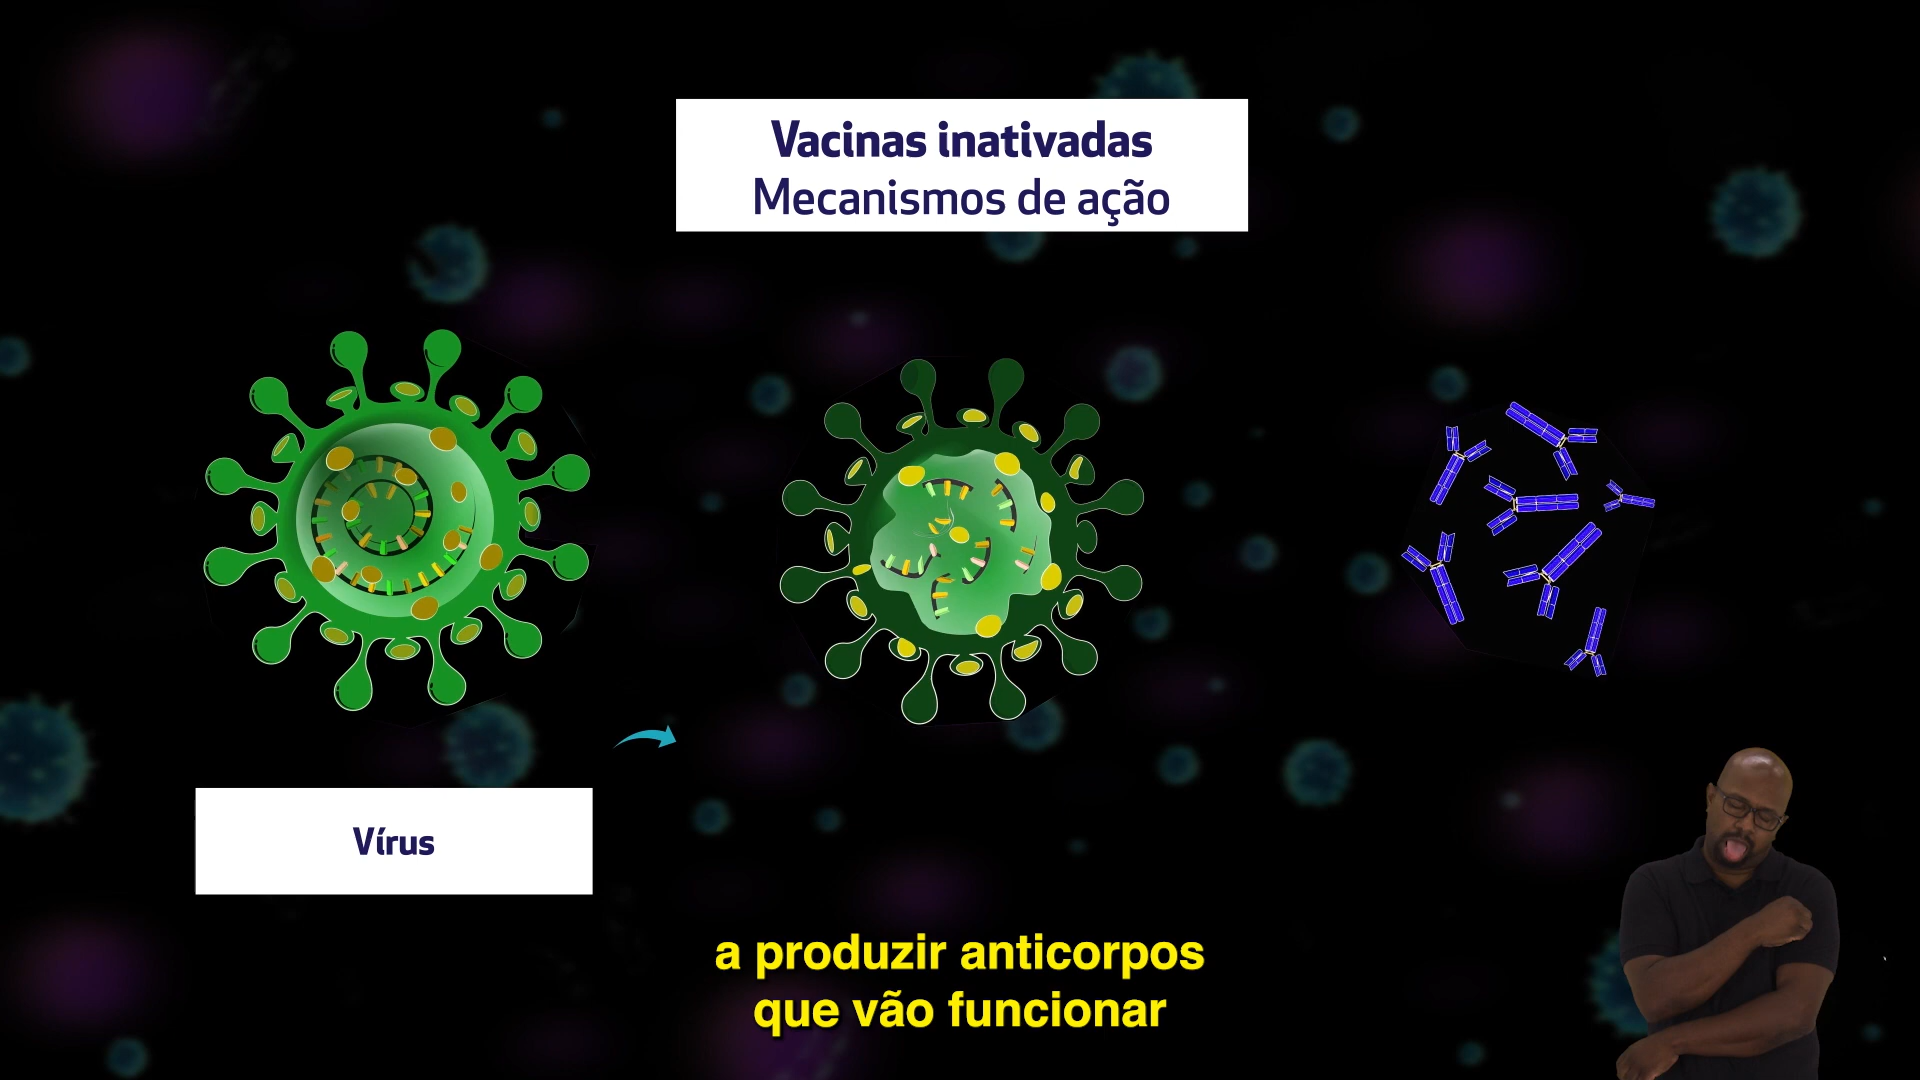 Vacinas inativadas
Mecanismos de ação
Vírus
a produzir anticorpos
que vão funcionar